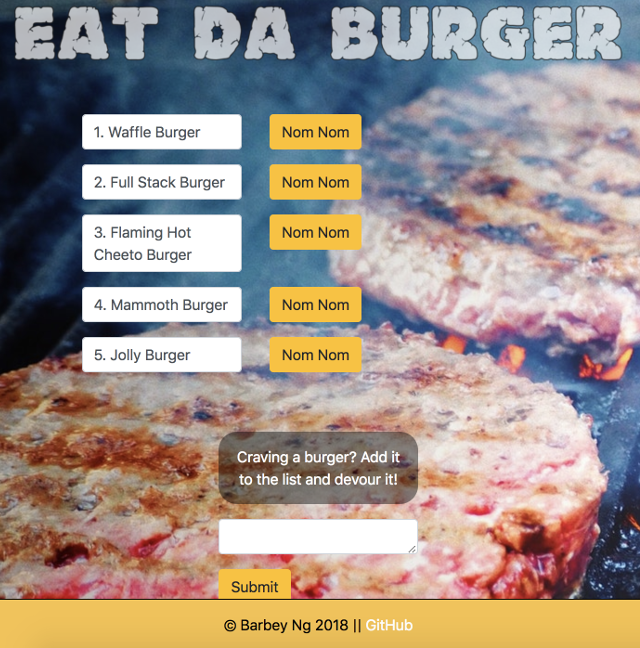 EAT DA BURGER
1. Waffle Burger Nom Nom
2. Full Stack Burger Nom Nom
3. Flaming Hot Nom Nom
Cheeto Burger
4. Mammoth Burger Nom Nom
5. Jolly Burger Nom Nom
Craving a burger? Add it
to the list and devour it!
Submit
© Barbey Ng 2018 || GitHub